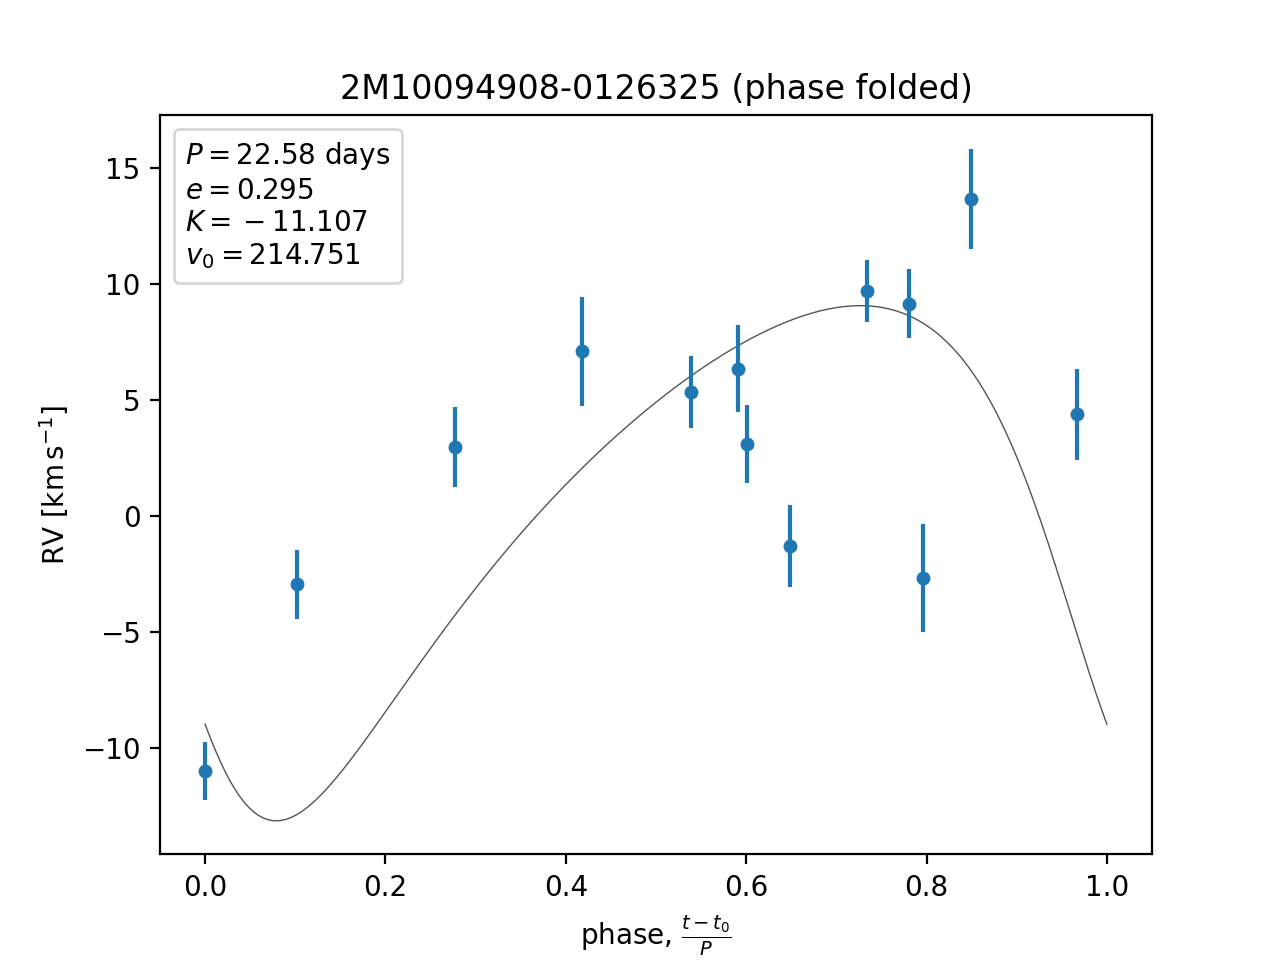 2M10094908-0126325 (phase folded)
P = 22.58 days
e = 0.295
K = −11.107
v₀ = 214.751
15
10
5
0
−5
−10
RV [km s⁻¹]
0.0 0.2 0.4 0.6 0.8 1.0
phase, (t − t₀)/P